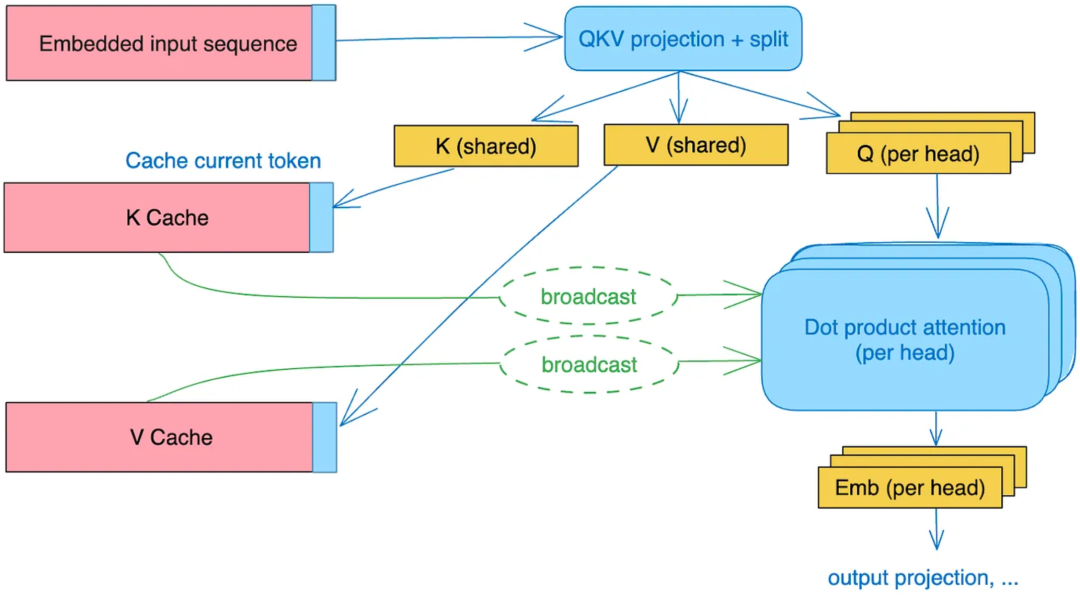 Embedded input sequence
QKV projection + split
K (shared)
V (shared)
Q (per head)
Cache current token
K Cache
broadcast
Dot product attention
(per head)
broadcast
V Cache
Emb (per head)
output projection, ...